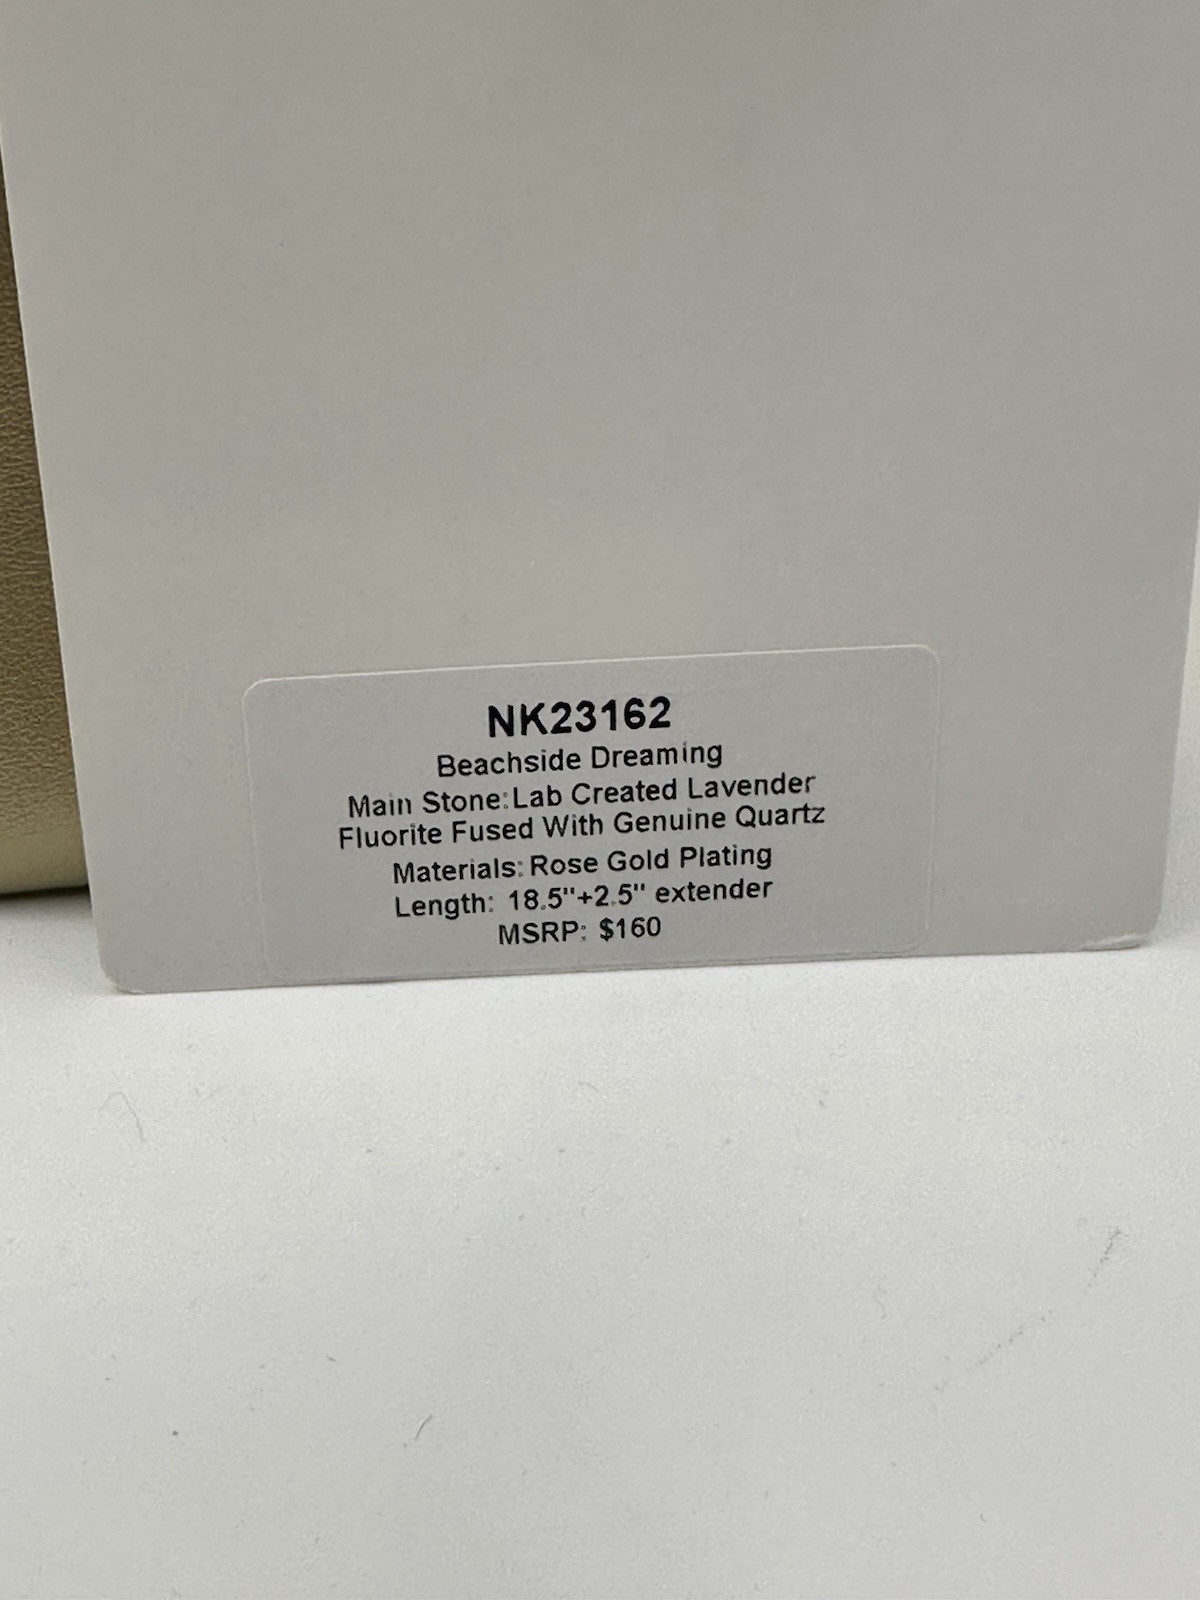 NK23162
Beachside Dreaming
Main Stone: Lab Created Lavender
Fluorite Fused With Genuine Quartz
Materials: Rose Gold Plating
Length: 18.5"+2.5" extender
MSRP: $160